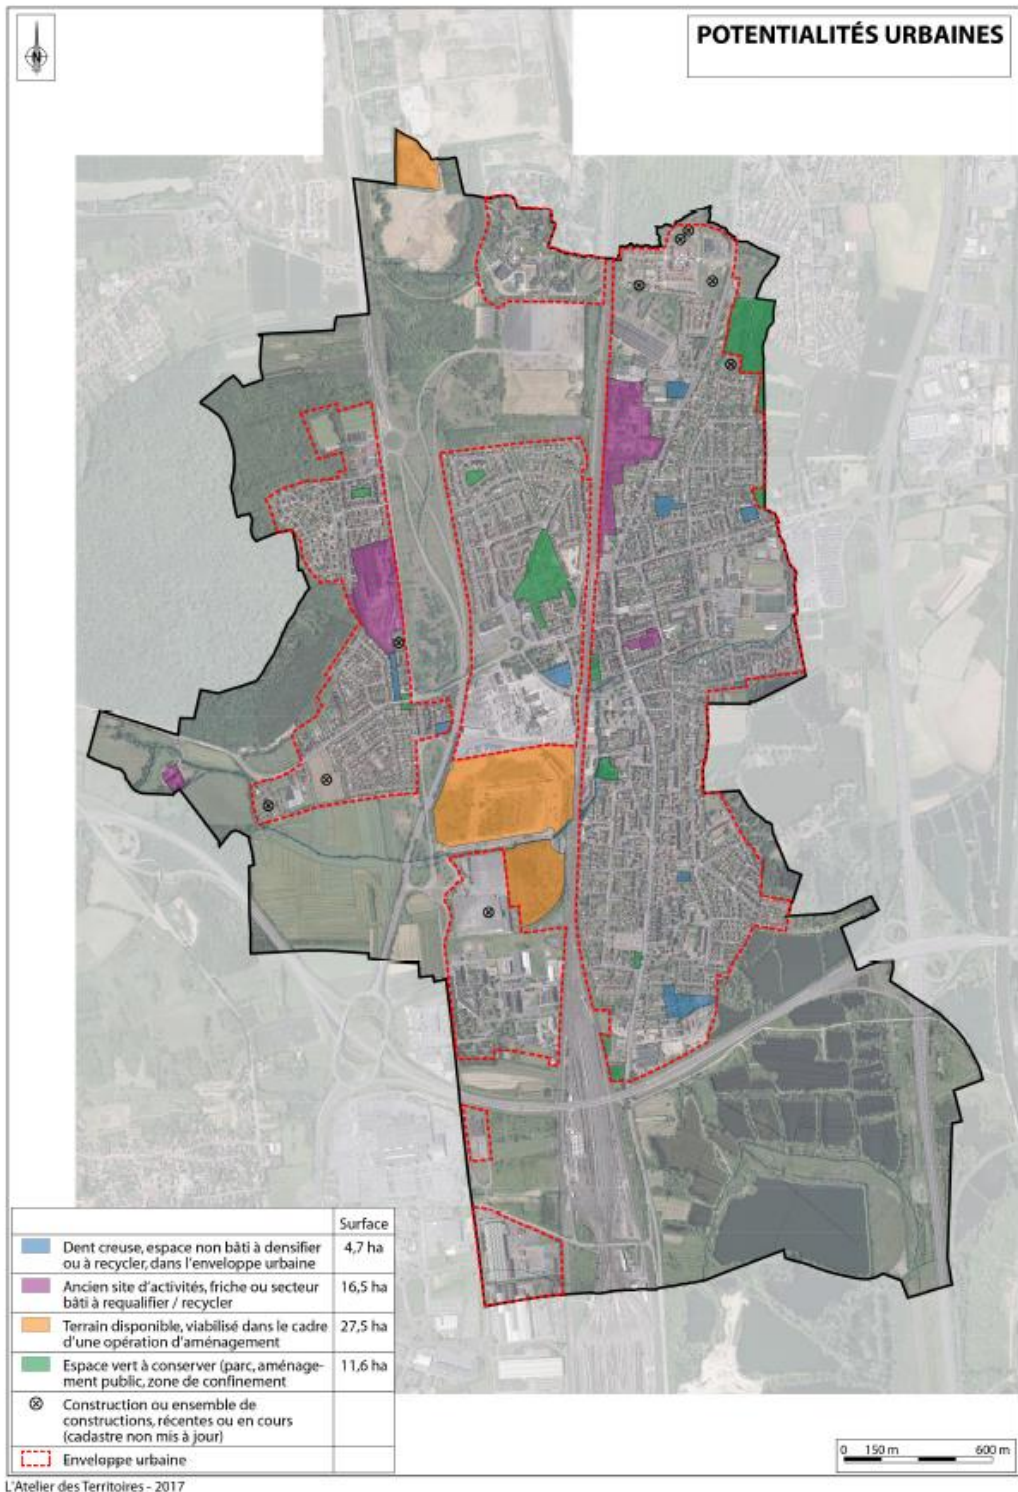 N
POTENTIALITÉS URBAINES
Surface
Dent creuse, espace non bâti à densifier
ou à recycler, dans l'enveloppe urbaine
4,7 ha
Ancien site d'activités, friche ou secteur
bâti à requalifier / recycler
16,5 ha
Terrain disponible, viabilisé dans le cadre
d'une opération d'aménagement
27,5 ha
Espace vert à conserver (parc, aménage-
ment public, zone de confinement
11,6 ha
Construction ou ensemble de
constructions, récentes ou en cours
(cadastre non mis à jour)
Enveloppe urbaine
0 150 m 600 m
L'Atelier des Territoires - 2017